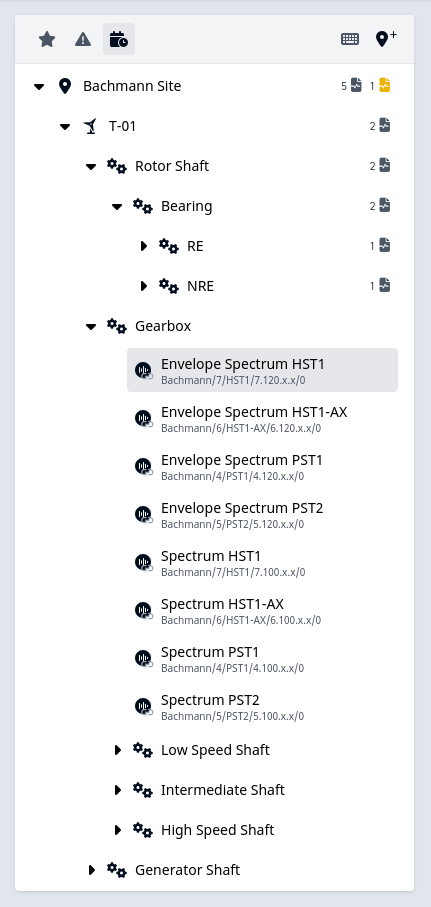 Bachmann Site 5 1
T-01 2
Rotor Shaft 2
Bearing 2
RE 1
NRE 1
Gearbox
Envelope Spectrum HST1
Bachmann/7/HST1/7.120.x.x/0
Envelope Spectrum HST1-AX
Bachmann/6/HST1-AX/6.120.x.x/0
Envelope Spectrum PST1
Bachmann/4/PST1/4.120.x.x/0
Envelope Spectrum PST2
Bachmann/5/PST2/5.120.x.x/0
Spectrum HST1
Bachmann/7/HST1/7.100.x.x/0
Spectrum HST1-AX
Bachmann/6/HST1-AX/6.100.x.x/0
Spectrum PST1
Bachmann/4/PST1/4.100.x.x/0
Spectrum PST2
Bachmann/5/PST2/5.100.x.x/0
Low Speed Shaft
Intermediate Shaft
High Speed Shaft
Generator Shaft